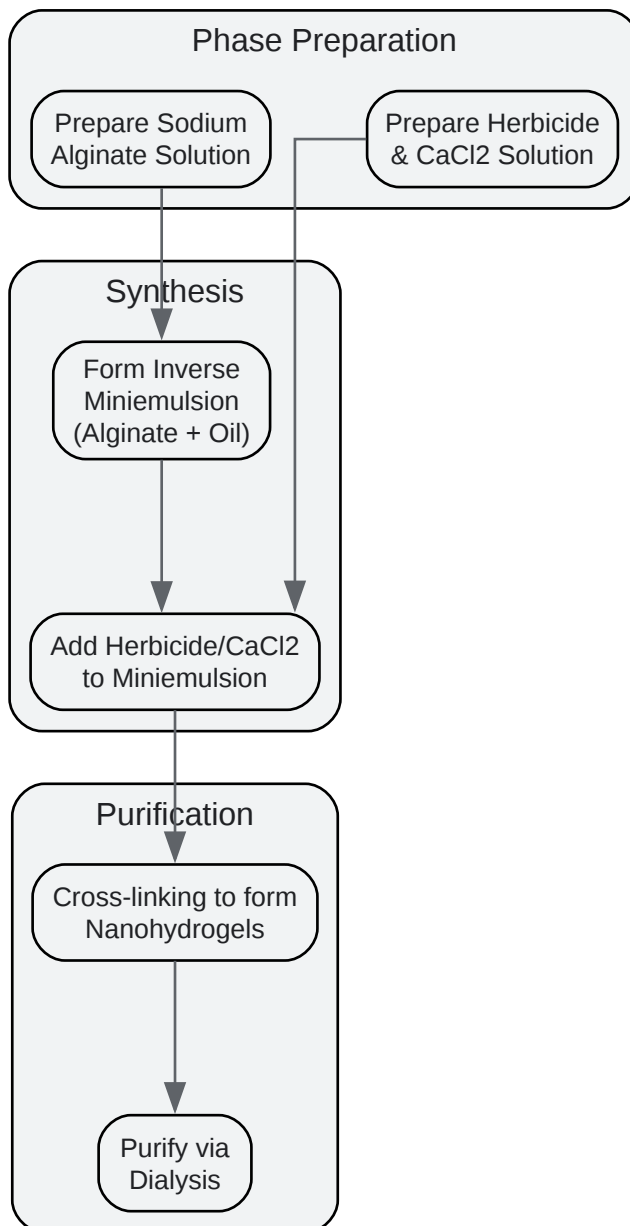 Phase Preparation
Prepare Sodium
Alginate Solution
Prepare Herbicide
& CaCl2 Solution
Synthesis
Form Inverse
Miniemulsion
(Alginate + Oil)
Add Herbicide/CaCl2
to Miniemulsion
Purification
Cross-linking to form
Nanohydrogels
Purify via
Dialysis